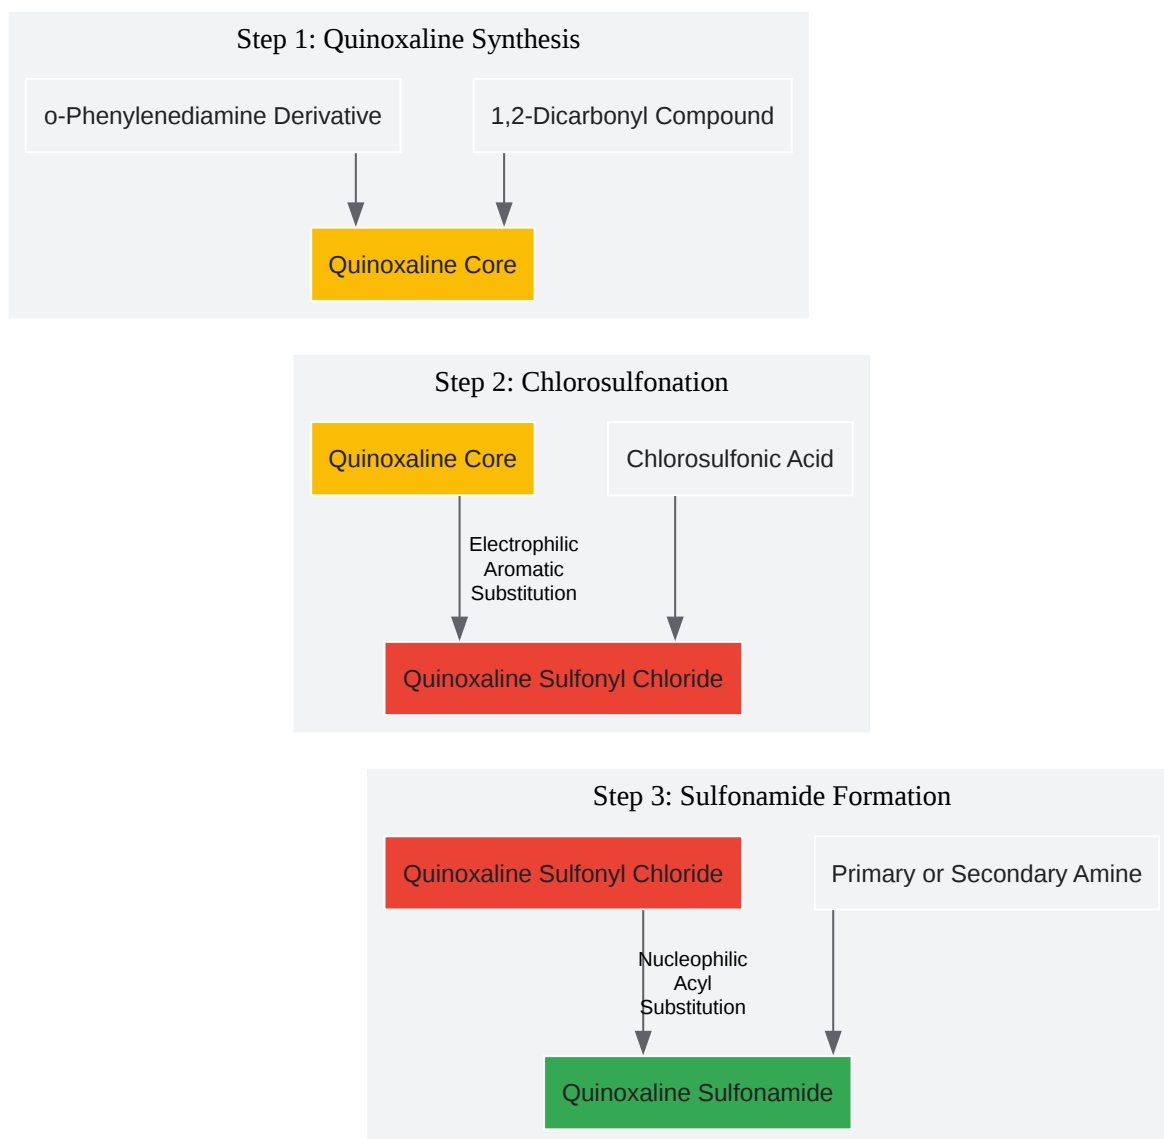 Step 1: Quinoxaline Synthesis
o-Phenylenediamine Derivative
1,2-Dicarbonyl Compound
Quinoxaline Core
Step 2: Chlorosulfonation
Quinoxaline Core
Chlorosulfonic Acid
Electrophilic
Aromatic
Substitution
Quinoxaline Sulfonyl Chloride
Step 3: Sulfonamide Formation
Quinoxaline Sulfonyl Chloride
Primary or Secondary Amine
Nucleophilic
Acyl
Substitution
Quinoxaline Sulfonamide